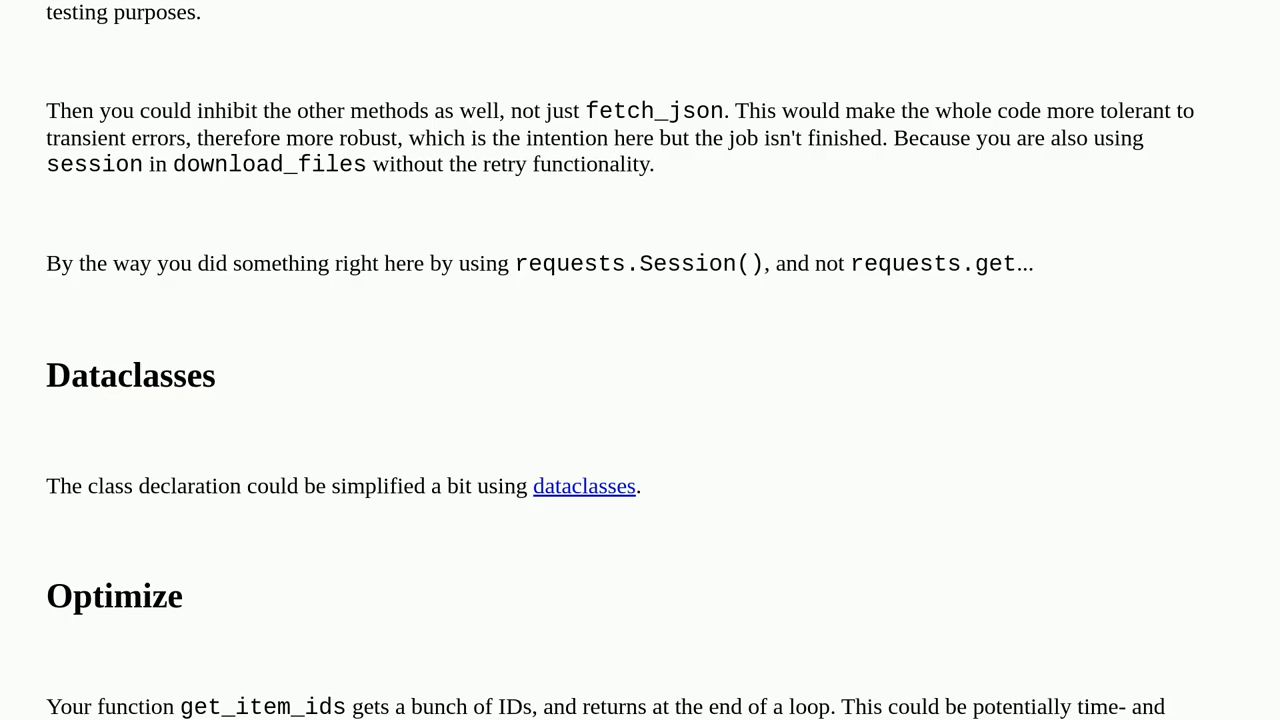 testing purposes.
Then you could inhibit the other methods as well, not just fetch_json. This would make the whole code more tolerant to
transient errors, therefore more robust, which is the intention here but the job isn't finished. Because you are also using
session in download_files without the retry functionality.
By the way you did something right here by using requests.Session(), and not requests.get...
Dataclasses
The class declaration could be simplified a bit using dataclasses.
Optimize
Your function get_item_ids gets a bunch of IDs, and returns at the end of a loop. This could be potentially time- and